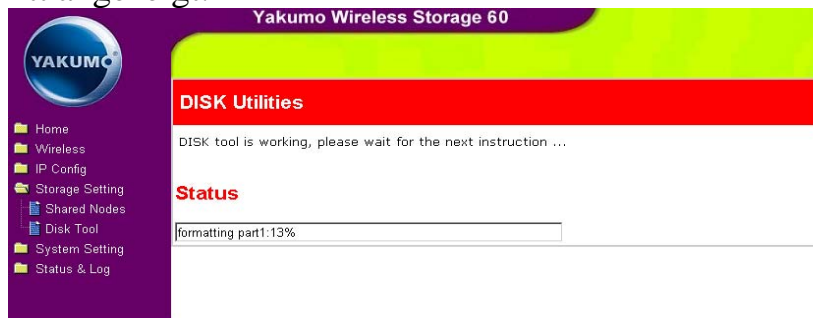 Yakumo Wireless Storage 60
YAKUMO
DISK Utilities
Home
Wireless
IP Config
Storage Setting
Shared Nodes
Disk Tool
System Setting
Status & Log
DISK tool is working, please wait for the next instruction ...
Status
formatting part1:13%